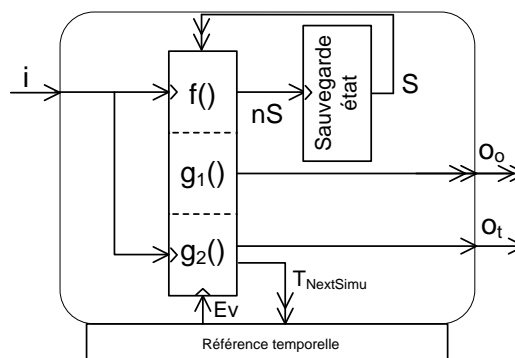 i
f()
nS
Sauvegarde
état
S
g1()
oo
g2()
ot
TNextSimu
Ev
Référence temporelle